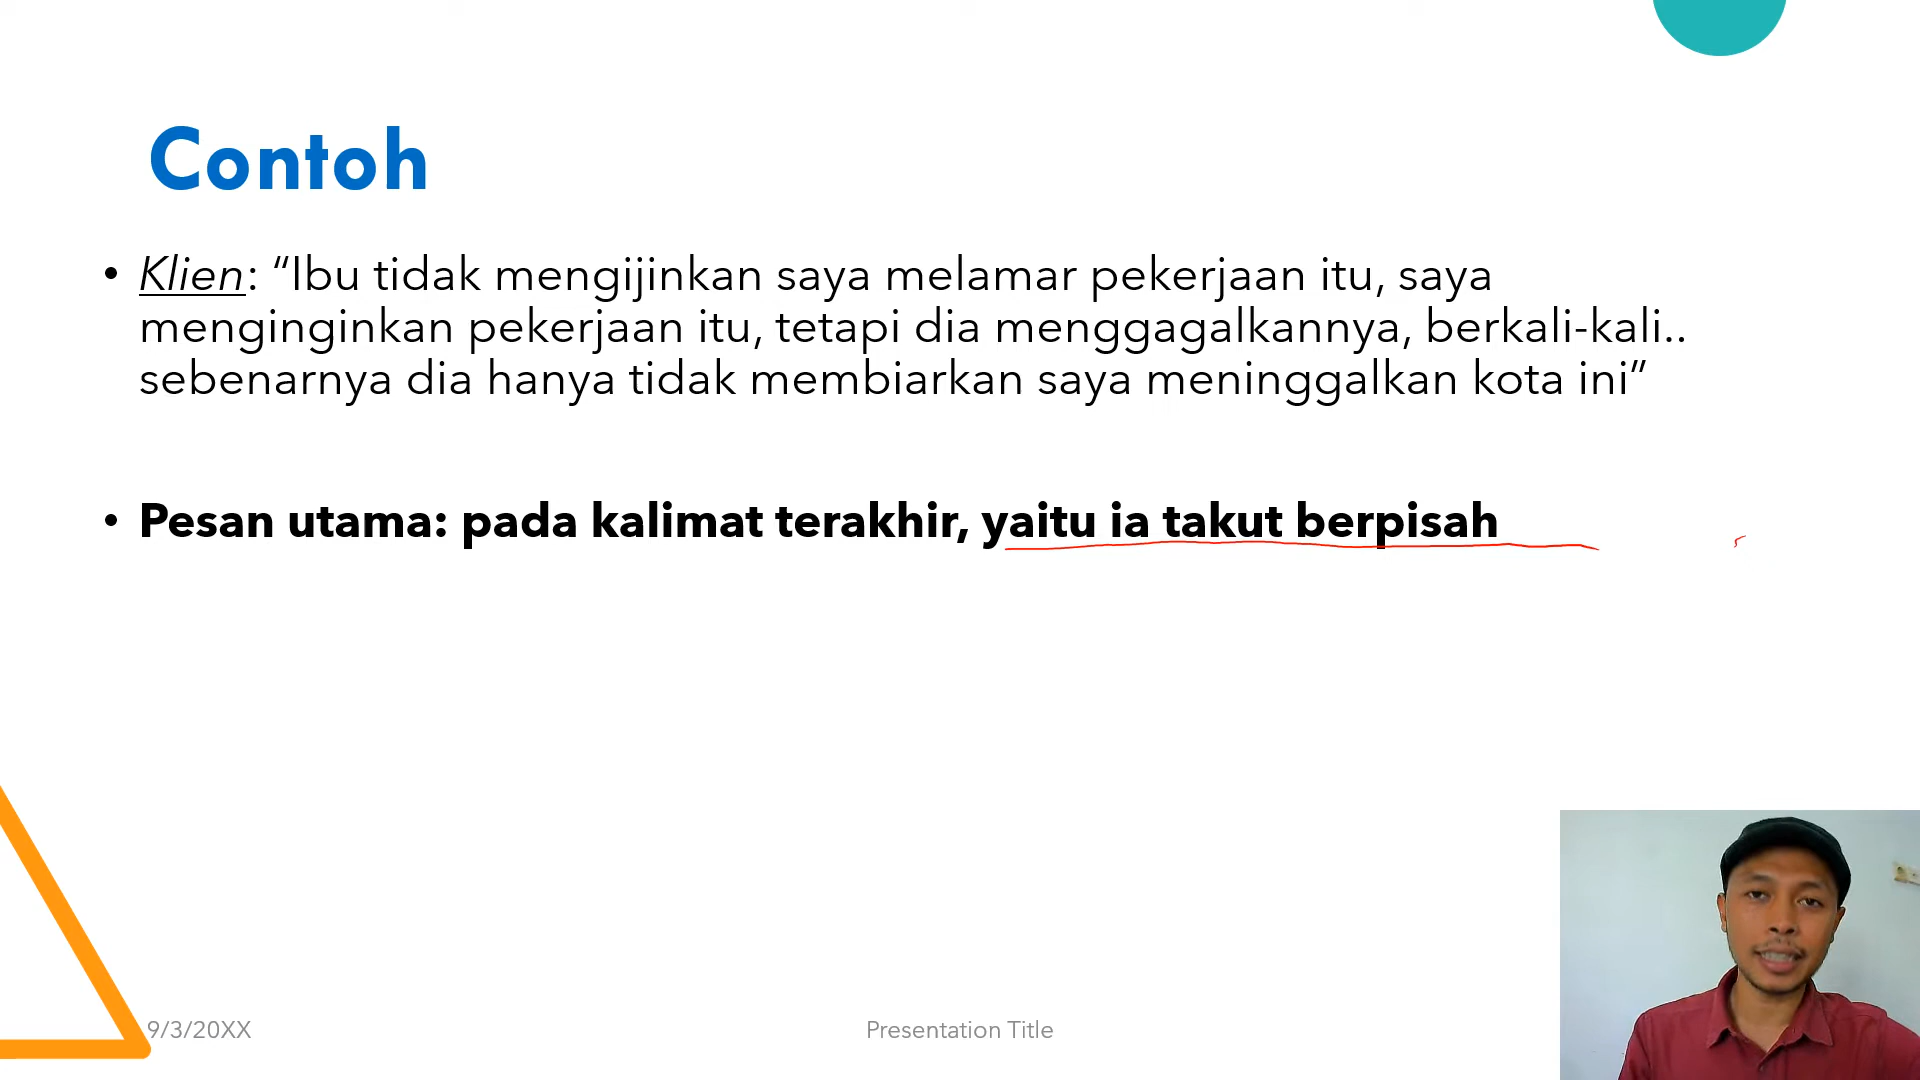 Contoh
• Klien: “Ibu tidak mengijinkan saya melamar pekerjaan itu, saya
menginginkan pekerjaan itu, tetapi dia menggagalkannya, berkali-kali..
sebenarnya dia hanya tidak membiarkan saya meninggalkan kota ini”
• Pesan utama: pada kalimat terakhir, yaitu ia takut berpisah
9/3/20XX
Presentation Title